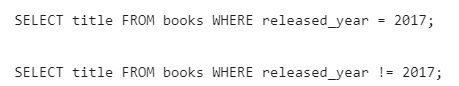 SELECT title FROM books WHERE released_year = 2017;
SELECT title FROM books WHERE released_year != 2017;